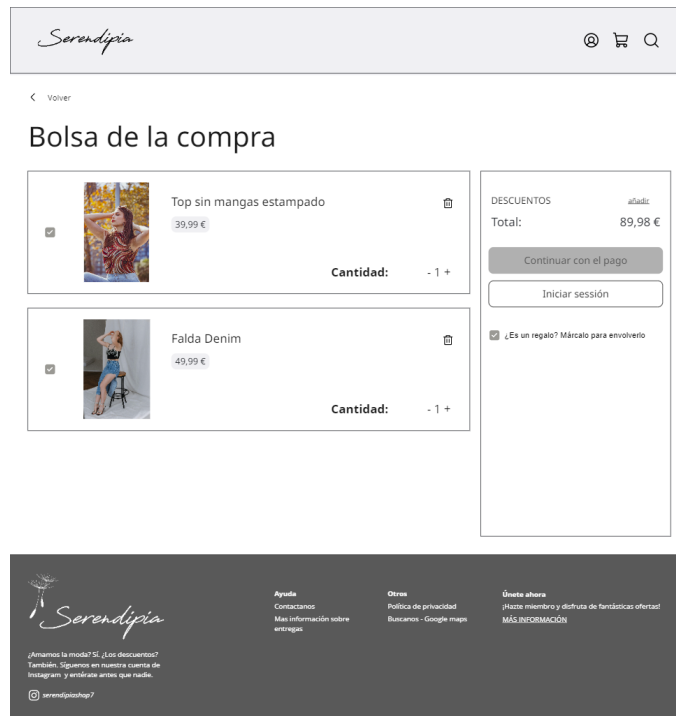 Serendipia
Volver
Bolsa de la compra
Top sin mangas estampado
39,99 €
Cantidad: - 1 +
Falda Denim
49,99 €
Cantidad: - 1 +
DESCUENTOS añadir
Total: 89,98 €
Continuar con el pago
Iniciar sessión
¿Es un regalo? Márcalo para envolverlo
Serendipia
¿Amamos la moda? SÍ. ¿Los descuentos?
También. Síguenos en nuestra cuenta de
Instagram y entérate antes que nadie.
serendipiashop7
Ayuda
Contactanos
Mas información sobre
entregas
Otros
Política de privacidad
Buscanos - Google maps
Únete ahora
¡Hazte miembro y disfruta de fantásticas ofertas!
MÁS INFORMACIÓN